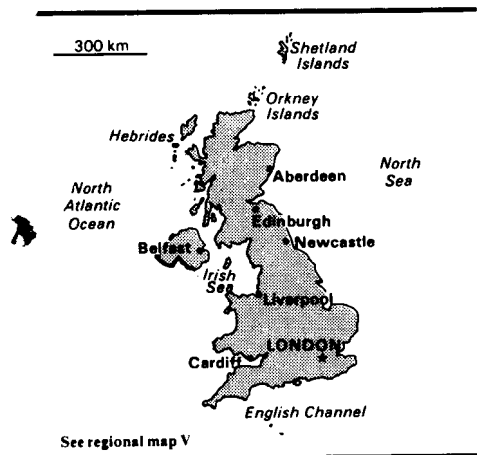 300 km
Shetland
Islands
Orkney
Islands
Hebrides
Aberdeen
North
Sea
North
Atlantic
Ocean
Edinburgh
Newcastle
Belfast
Irish
Sea
Liverpool
LONDON
Cardiff
English Channel
See regional map V